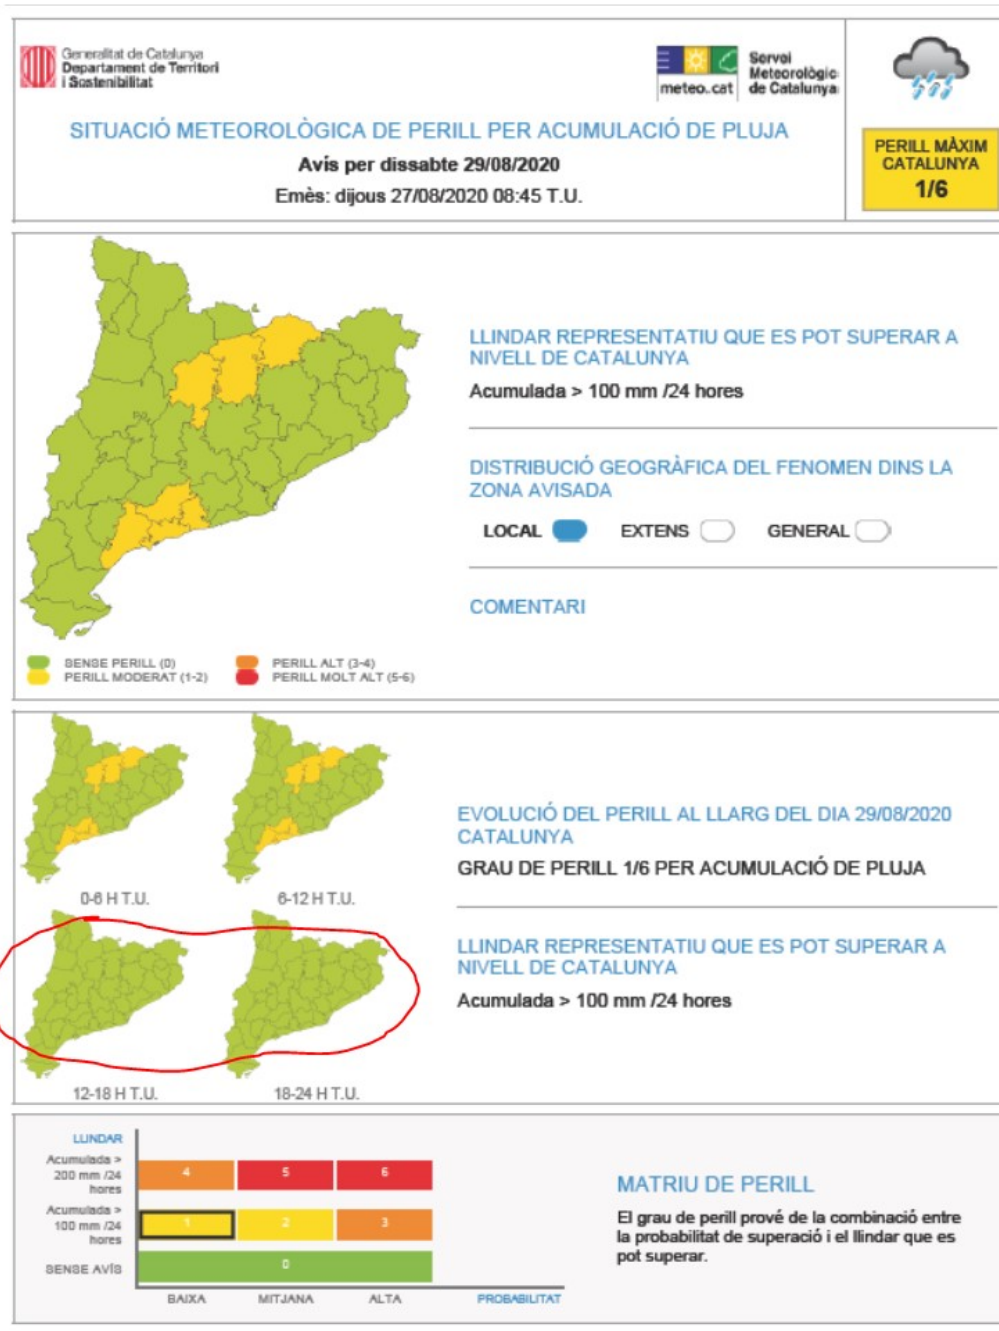 Generalitat de Catalunya
Departament de Territori
i Sostenibilitat
meteo.cat
Servei
Meteorològic
de Catalunya
SITUACIÓ METEOROLÒGICA DE PERILL PER ACUMULACIÓ DE PLUJA
Avís per dissabte 29/08/2020
Emès: dijous 27/08/2020 08:45 T.U.
PERILL MÀXIM
CATALUNYA
1/6
LLINDAR REPRESENTATIU QUE ES POT SUPERAR A
NIVELL DE CATALUNYA
Acumulada > 100 mm /24 hores
DISTRIBUCIÓ GEOGRÀFICA DEL FENOMEN DINS LA
ZONA AVISADA
LOCAL EXTENS GENERAL
COMENTARI
SENSE PERILL (0)
PERILL MODERAT (1-2)
PERILL ALT (3-4)
PERILL MOLT ALT (5-6)
0-6 H T.U.
6-12 H T.U.
12-18 H T.U.
18-24 H T.U.
EVOLUCIÓ DEL PERILL AL LLARG DEL DIA 29/08/2020
CATALUNYA
GRAU DE PERILL 1/6 PER ACUMULACIÓ DE PLUJA
LLINDAR REPRESENTATIU QUE ES POT SUPERAR A
NIVELL DE CATALUNYA
Acumulada > 100 mm /24 hores
LLINDAR
Acumulada >
200 mm /24
hores
4 5 6
Acumulada >
100 mm /24
hores
1 2 3
SENSE AVÍS
0
BAIXA MITJANA ALTA PROBABILITAT
MATRIU DE PERILL
El grau de perill prové de la combinació entre
la probabilitat de superació i el llindar que es
pot superar.